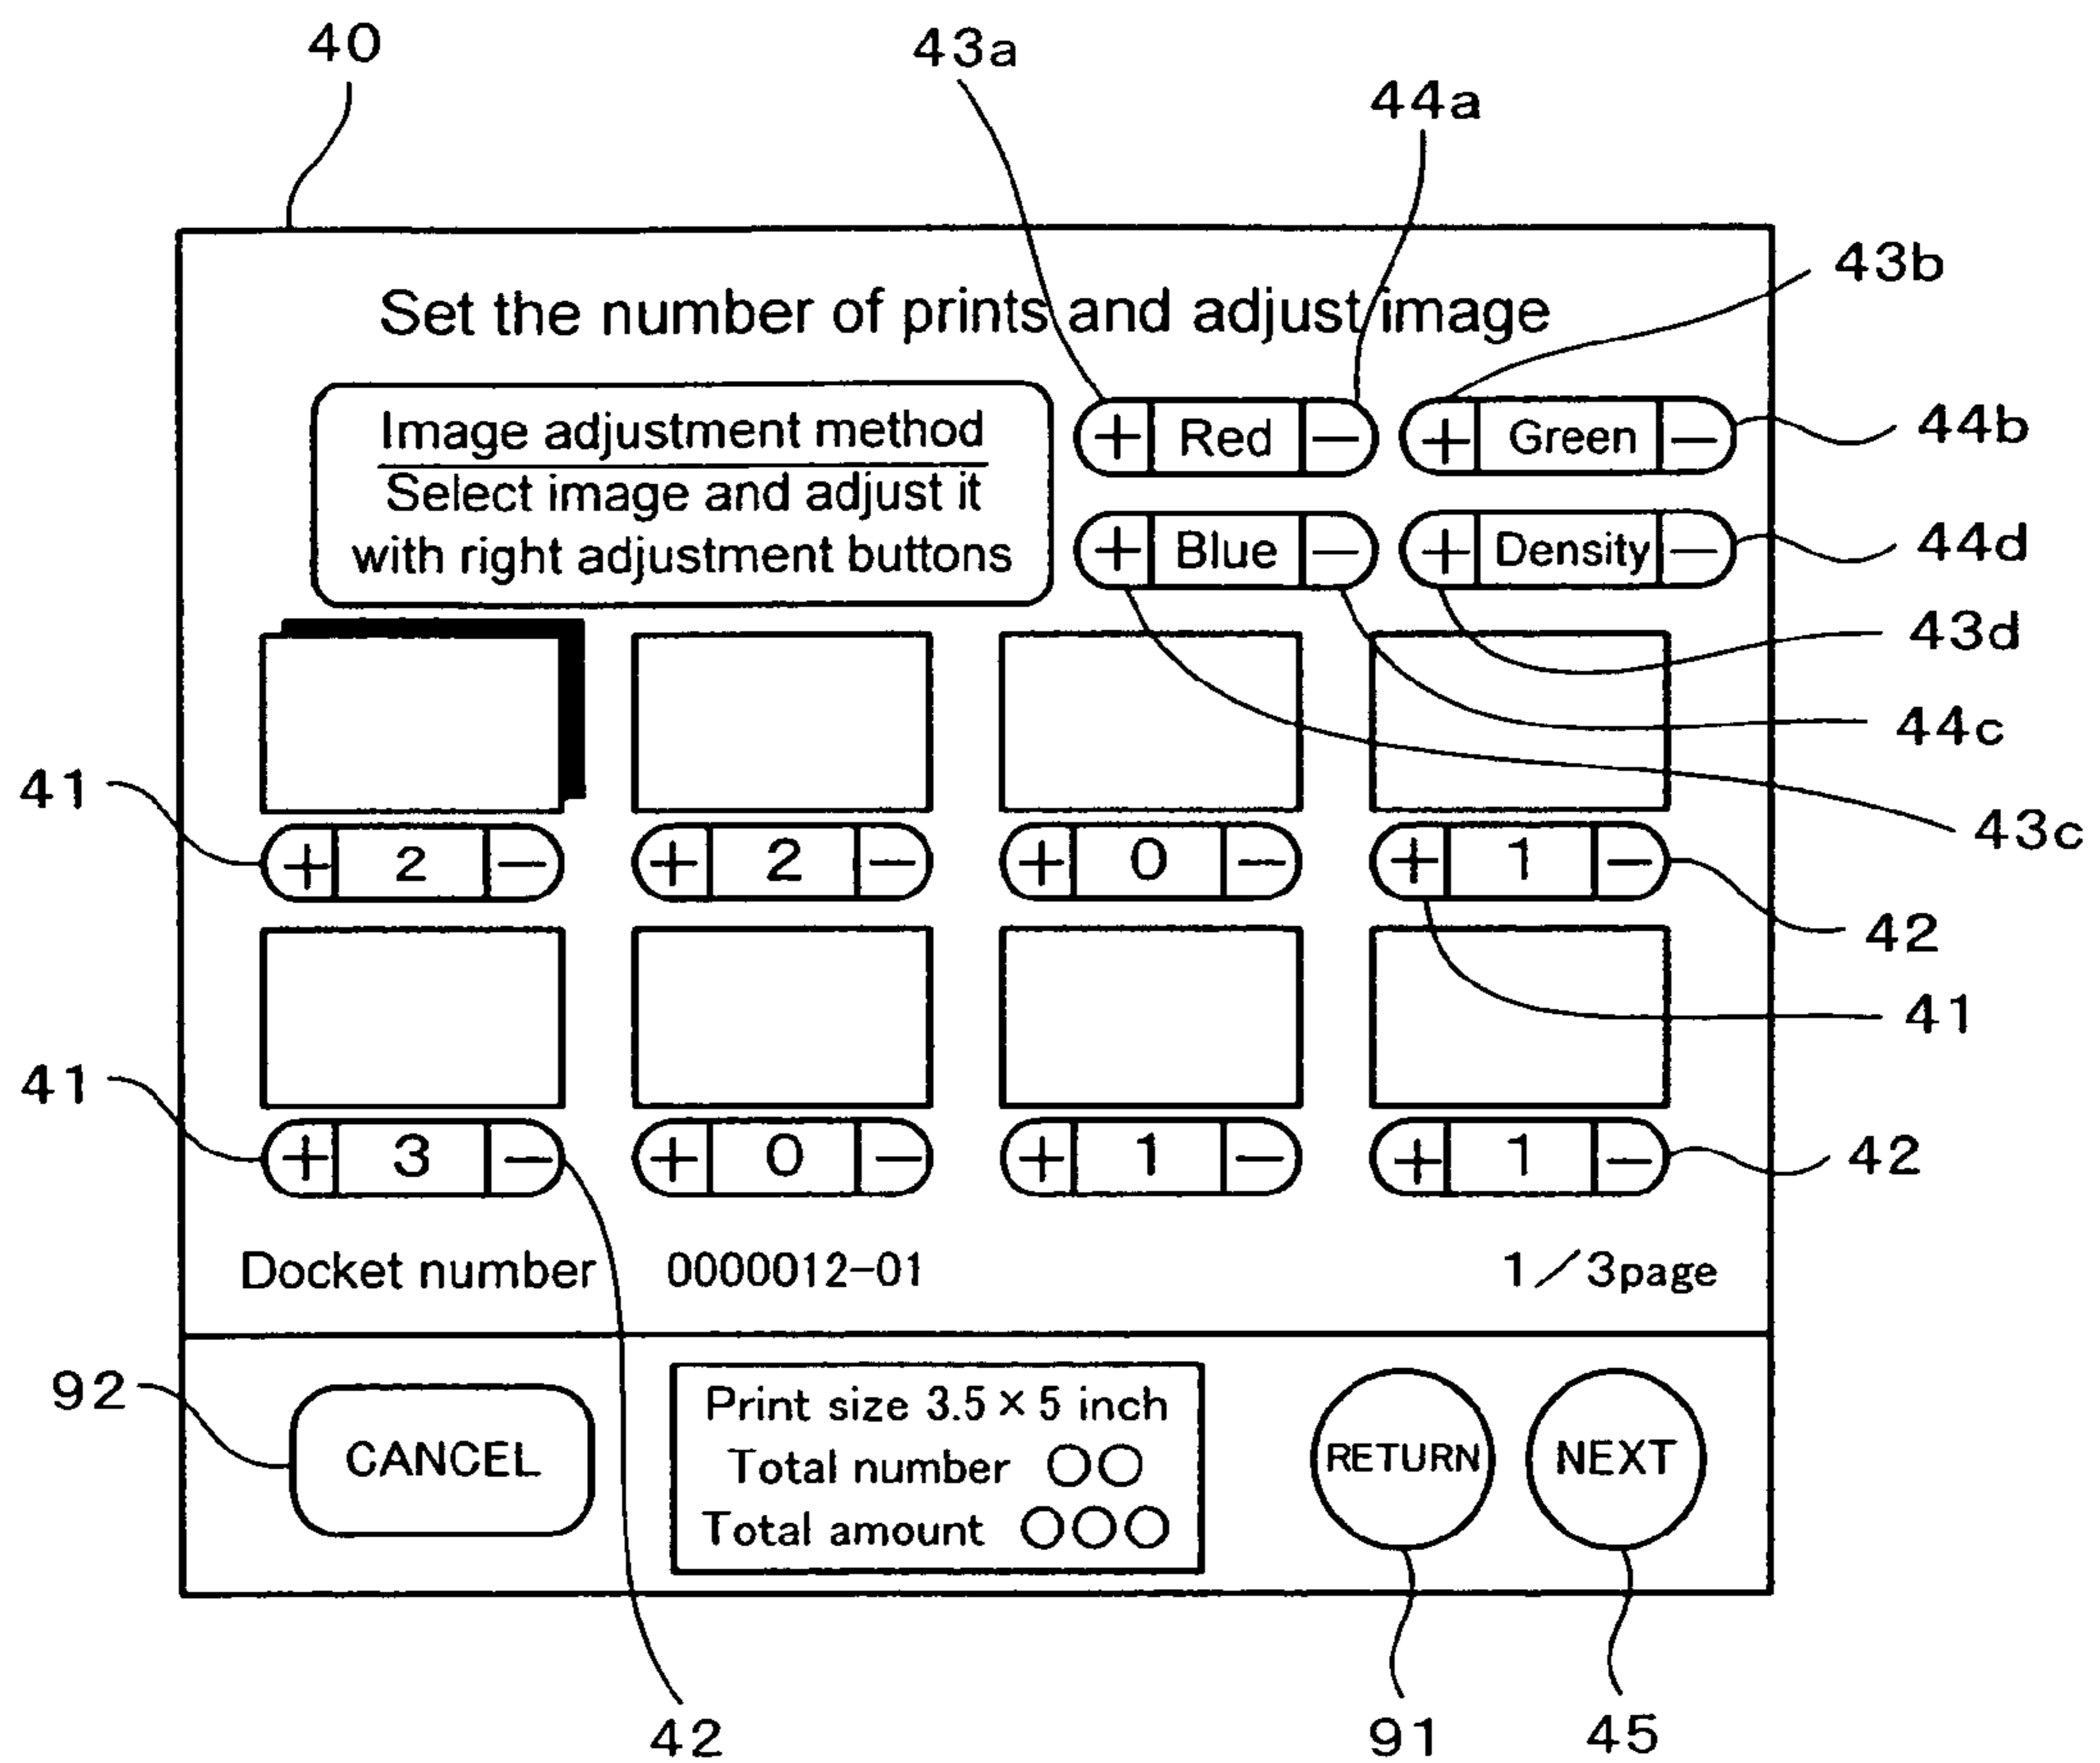 40
43a
44a
43b
Set the number of prints and adjust image
Image adjustment method
Select image and adjust it
with right adjustment buttons
+ Red −
+ Green −
44b
+ Blue −
+ Density −
44d
43d
44c
43c
41
+ 2 −
+ 2 −
+ 0 −
+ 1 −
42
41
41
+ 3 −
+ 0 −
+ 1 −
+ 1 −
42
Docket number 0000012-01
1/3page
92
CANCEL
Print size 3.5×5 inch
Total number ○○
Total amount ○○○
RETURN
NEXT
42
91
45